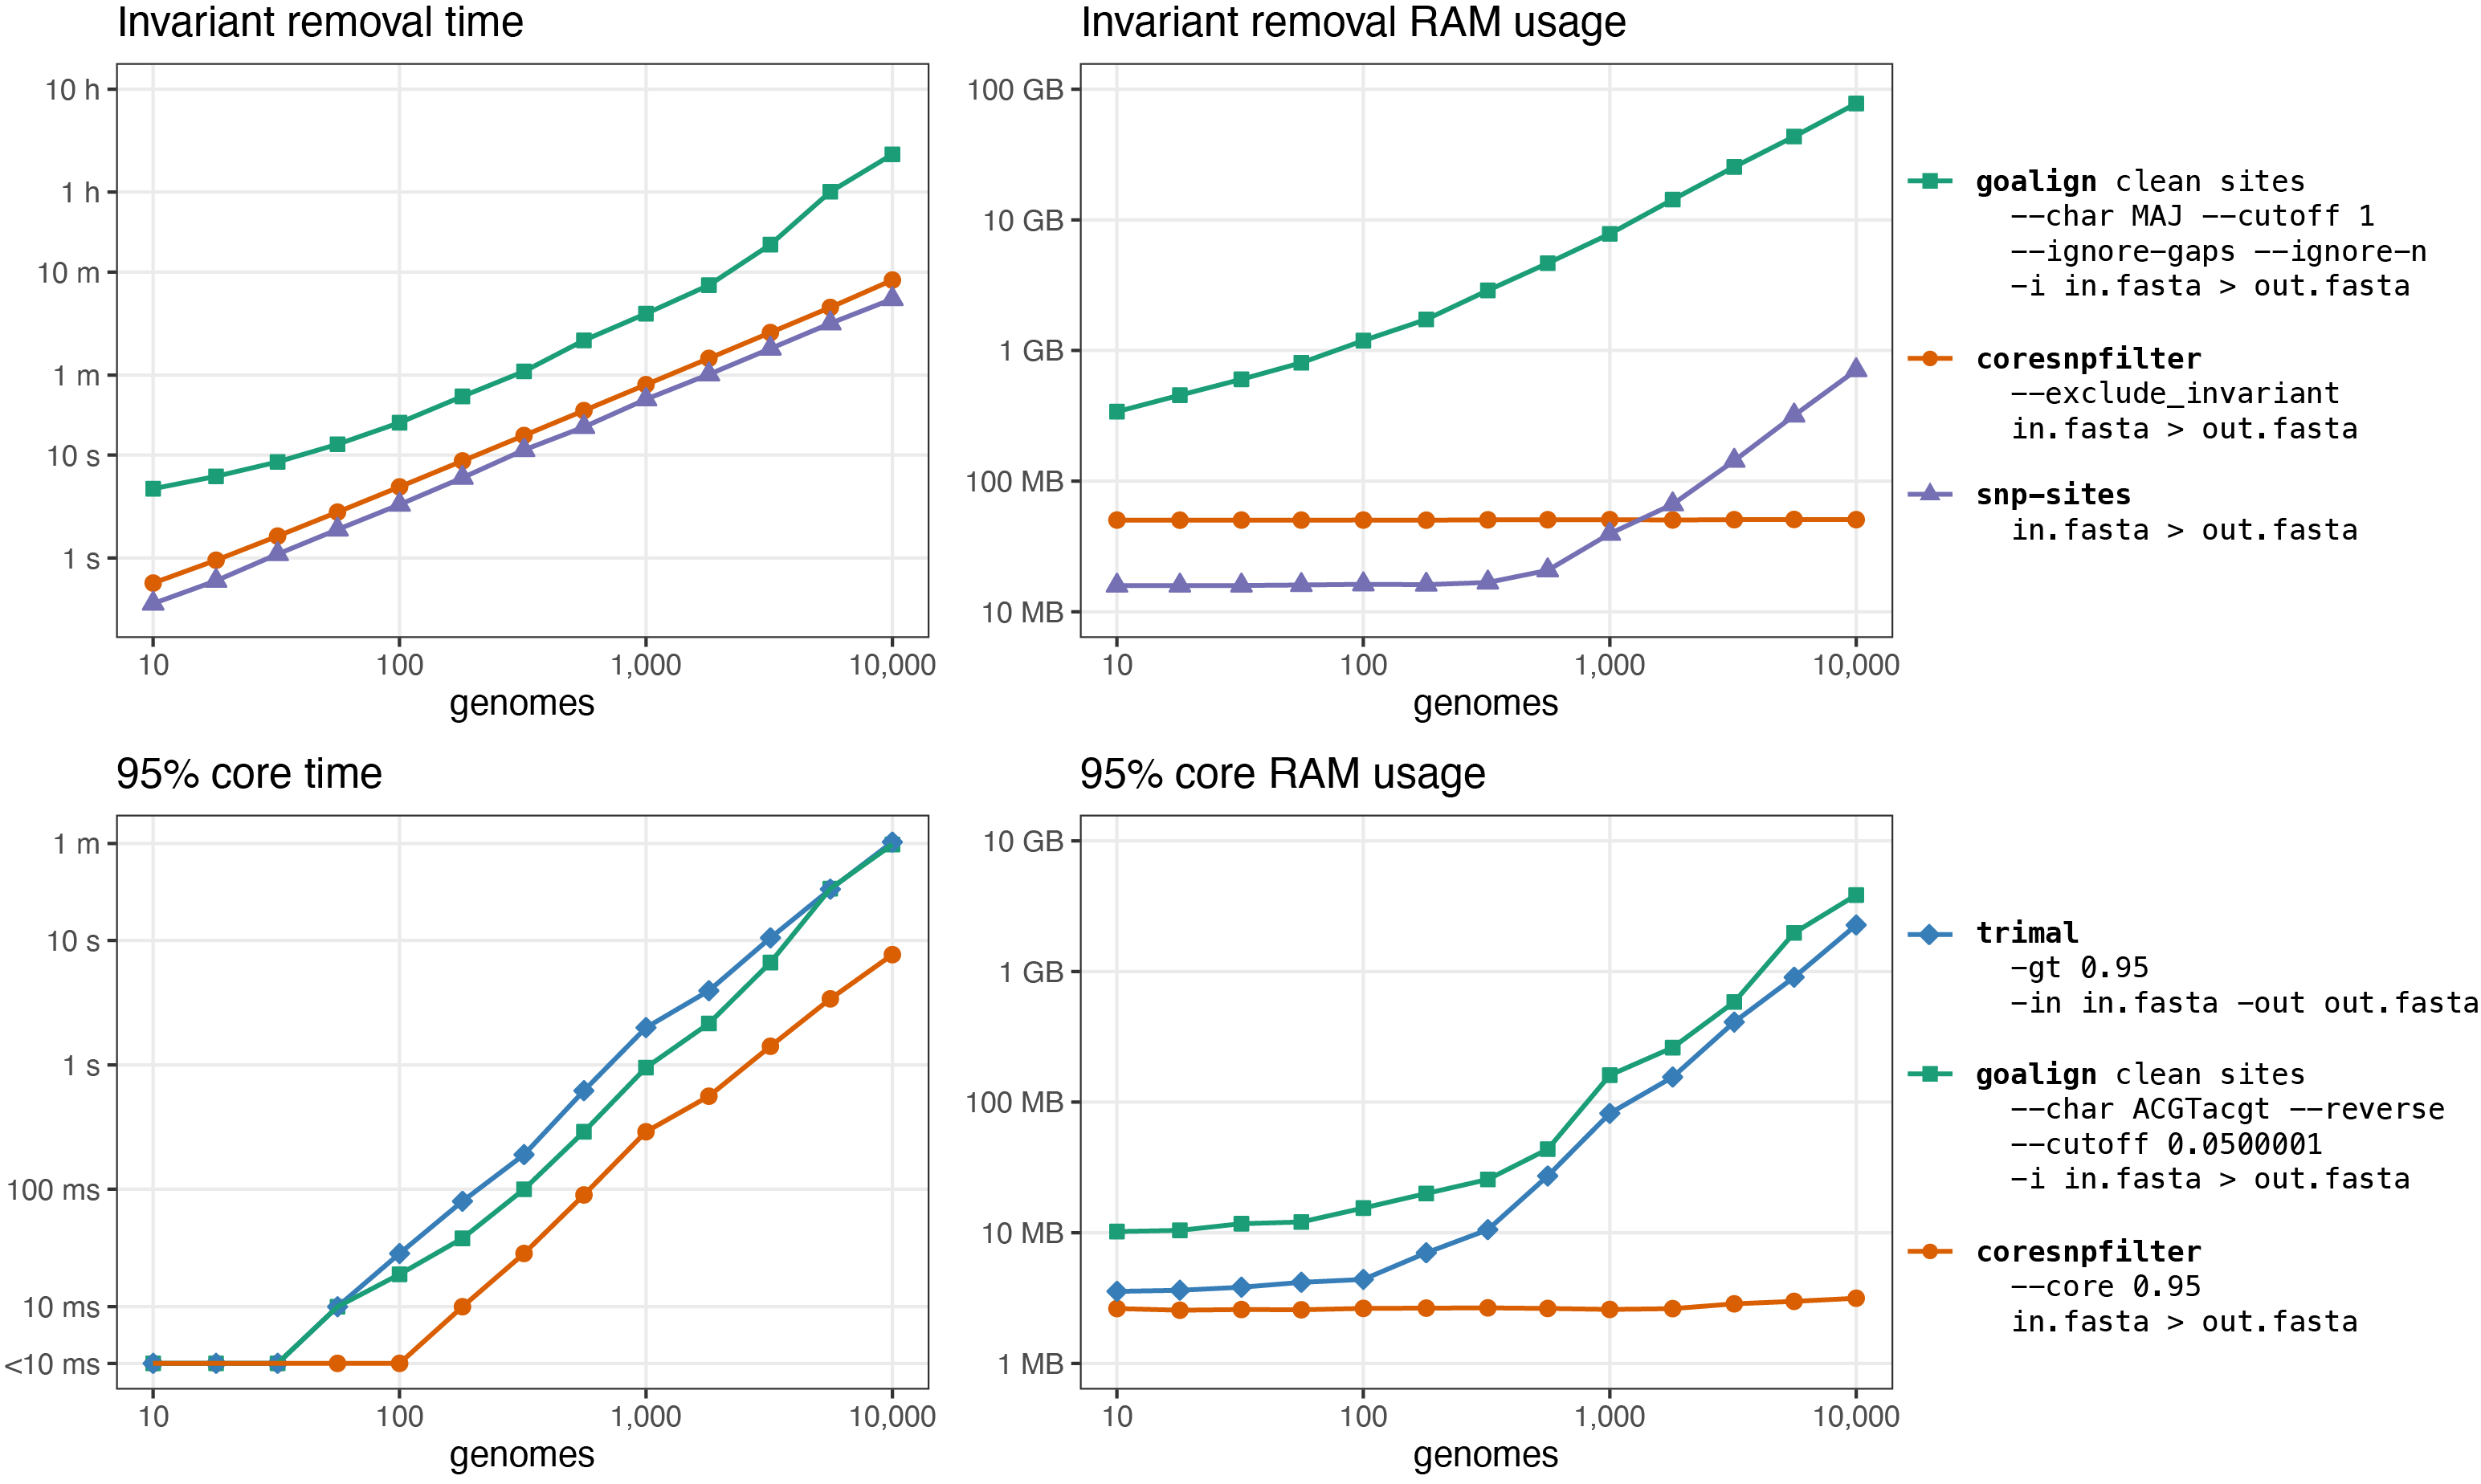 Invariant removal time
10 h
1 h
10 m
1 m
10 s
1 s
10 100 1,000 10,000
genomes
Invariant removal RAM usage
100 GB
10 GB
1 GB
100 MB
10 MB
10 100 1,000 10,000
genomes
goalign clean sites
--char MAJ --cutoff 1
--ignore-gaps --ignore-n
-i in.fasta > out.fasta
coresnpfilter
--exclude_invariant
in.fasta > out.fasta
snp-sites
in.fasta > out.fasta
95% core time
1 m
10 s
1 s
100 ms
10 ms
<10 ms
10 100 1,000 10,000
genomes
95% core RAM usage
10 GB
1 GB
100 MB
10 MB
1 MB
10 100 1,000 10,000
genomes
trimal
-gt 0.95
-in in.fasta -out out.fasta
goalign clean sites
--char ACGTacgt --reverse
--cutoff 0.0500001
-i in.fasta > out.fasta
coresnpfilter
--core 0.95
in.fasta > out.fasta